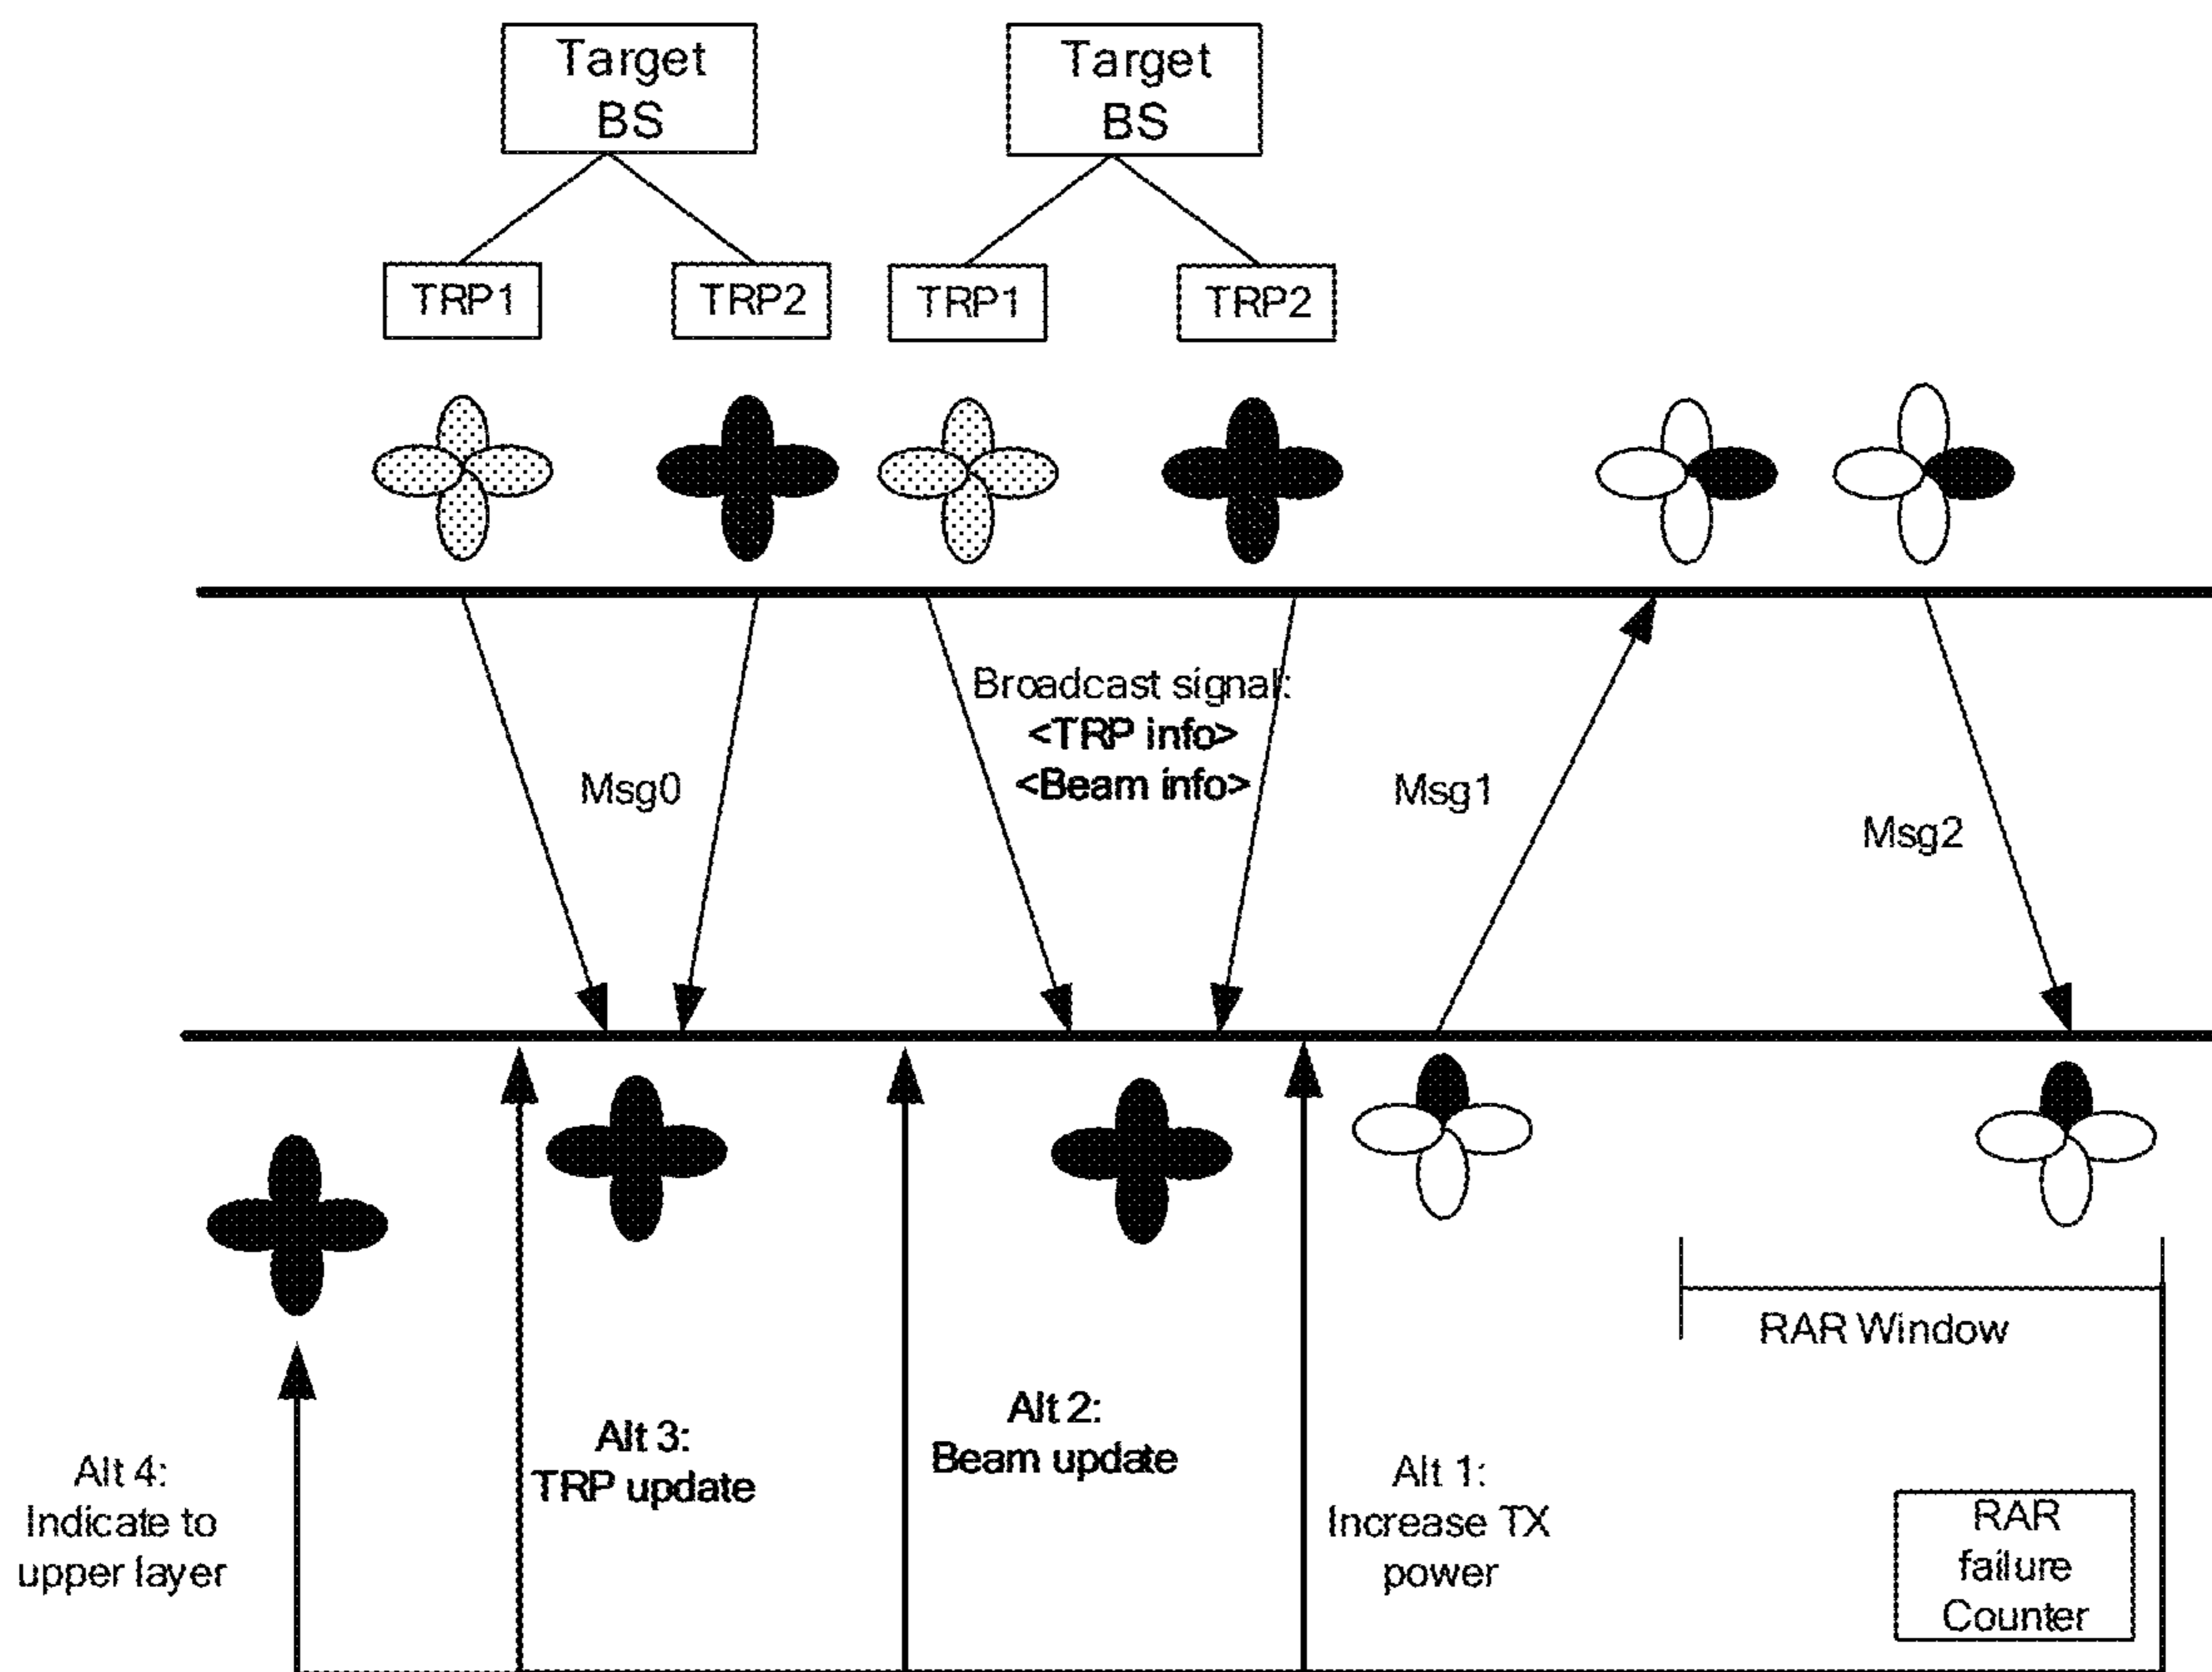 Target
BS
Target
BS
TRP1
TRP2
TRP1
TRP2
Broadcast signal:
<TRP info>
<Beam info>
Msg0
Msg1
Msg2
RAR Window
Alt 4:
Indicate to
upper layer
Alt 3:
TRP update
Alt 2:
Beam update
Alt 1:
Increase TX
power
RAR
failure
Counter